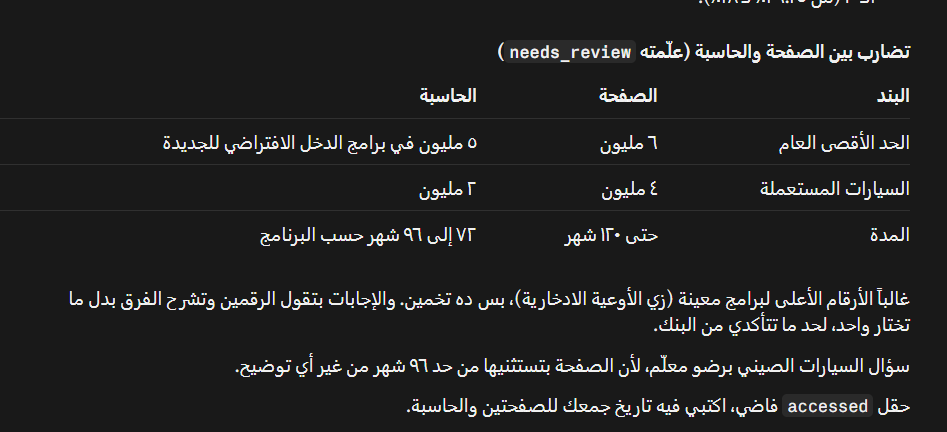 تضارب بين الصفحة والحاسبة (علّمته needs_review)
البند الصفحة الحاسبة
الحد الأقصى العام ٦ مليون ٥ مليون في برامج الدخل الافتراضي للجديدة
السيارات المستعملة ٤ مليون ٢ مليون
المدة حتى ١٢٠ شهر ٧٢ إلى ٩٦ شهر حسب البرنامج
غالباً الأرقام الأعلى لبرامج معينة (زي الأوعية الادخارية)، بس ده تخمين. والإجابات بتقول الرقمين وتشرح الفرق بدل ما
تختار واحد، لحد ما تتأكدي من البنك.
سؤال السيارات الصيني برضو معلّم، لأن الصفحة بتستثنيها من حد ٩٦ شهر من غير أي توضيح.
حقل accessed فاضي، اكتبي فيه تاريخ جمعك للصفحتين والحاسبة.